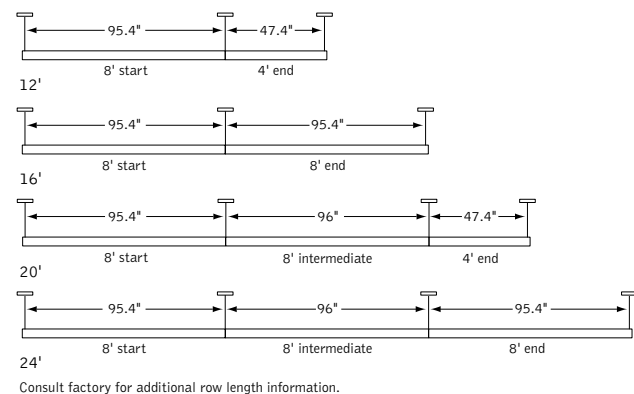 95.4" 47.4"
8' start 4' end
12'
95.4" 95.4"
8' start 8' end
16'
95.4" 96" 47.4"
8' start 8' intermediate 4' end
20'
95.4" 96" 95.4"
8' start 8' intermediate 8' end
24'
Consult factory for additional row length information.